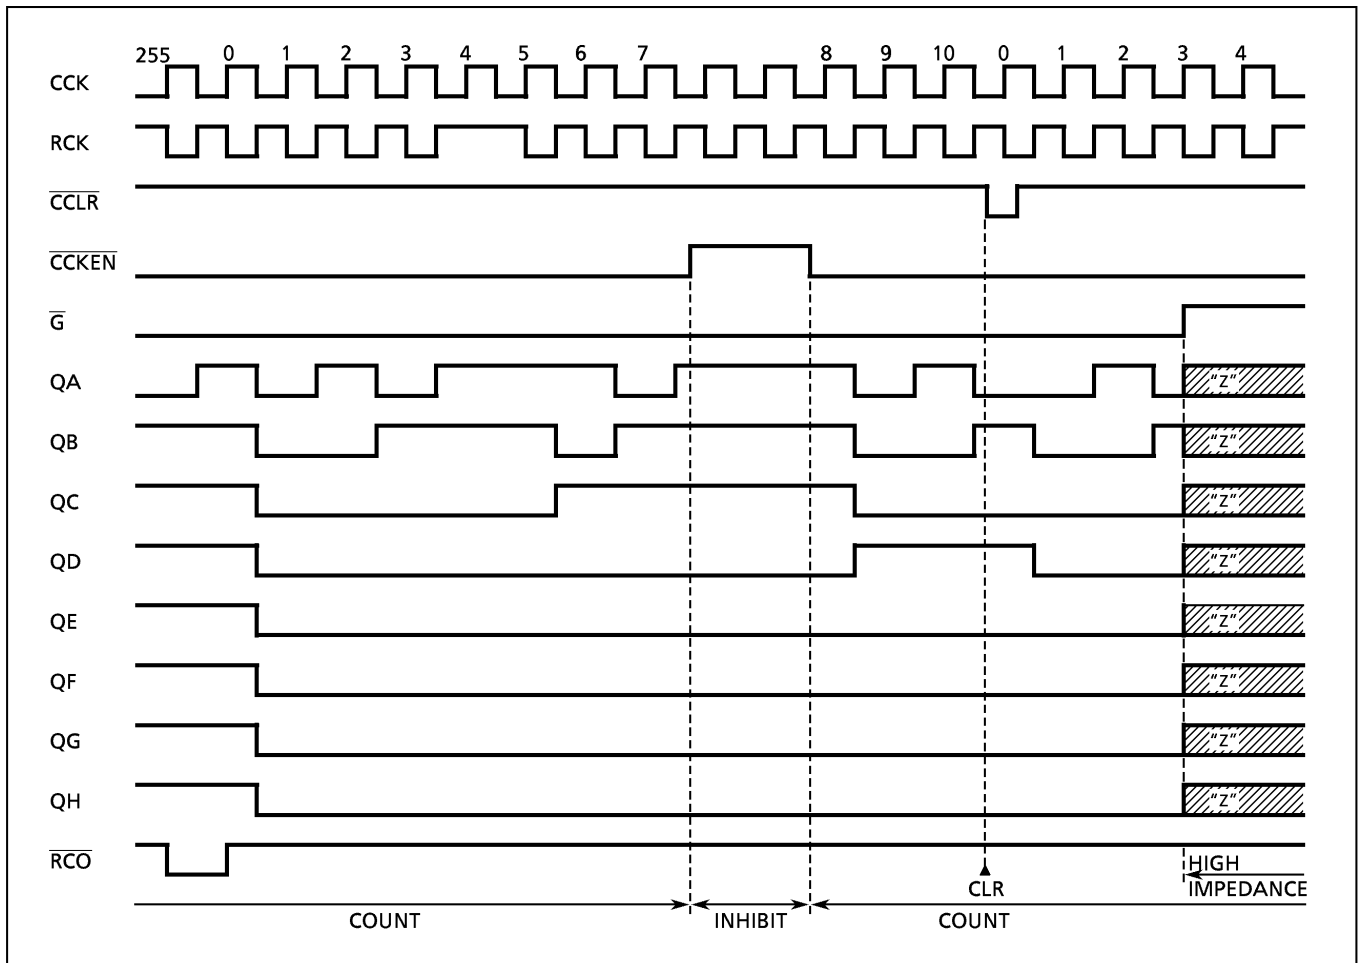 255 0 1 2 3 4 5 6 7 8 9 10 0 1 2 3 4
CCK
RCK
CCLR
CCKEN
G
QA "Z"
QB "Z"
QC "Z"
QD "Z"
QE "Z"
QF "Z"
QG "Z"
QH "Z"
RCO
HIGH
IMPEDANCE
CLR
COUNT INHIBIT COUNT